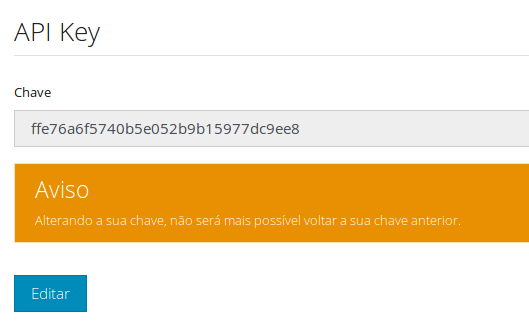 API Key
Chave
ffe76a6f5740b5e052b9b15977dc9ee8
Aviso
Alterando a sua chave, não será mais possível voltar a sua chave anterior.
Editar